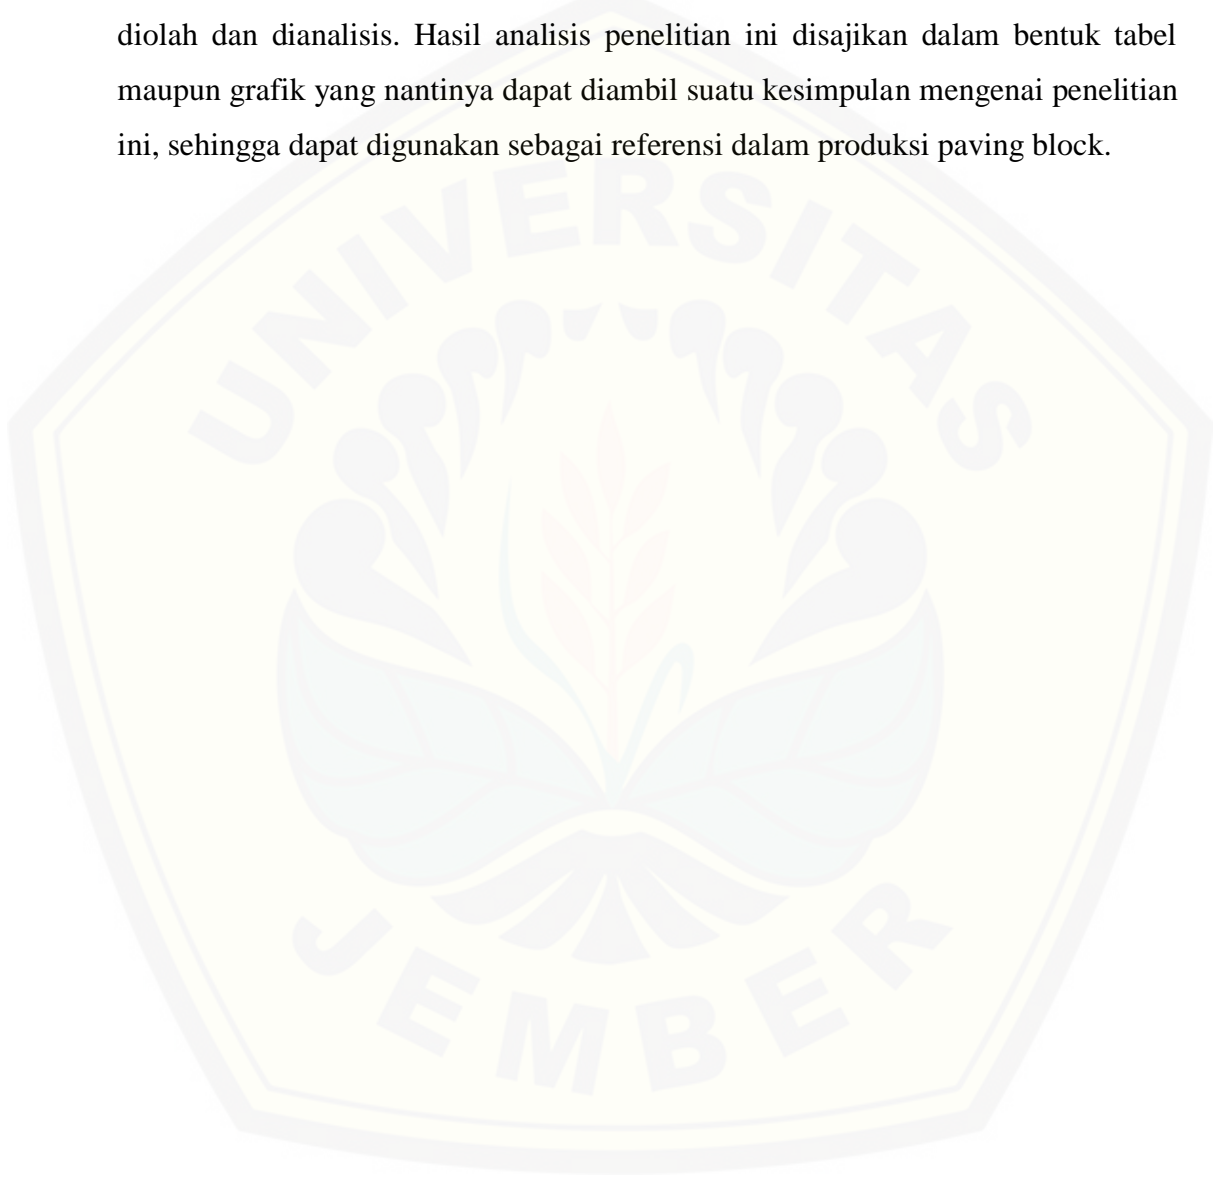 diolah dan dianalisis. Hasil analisis penelitian ini disajikan dalam bentuk tabel
maupun grafik yang nantinya dapat diambil suatu kesimpulan mengenai penelitian
ini, sehingga dapat digunakan sebagai referensi dalam produksi paving block.
UNIVERSITAS
JEMBER